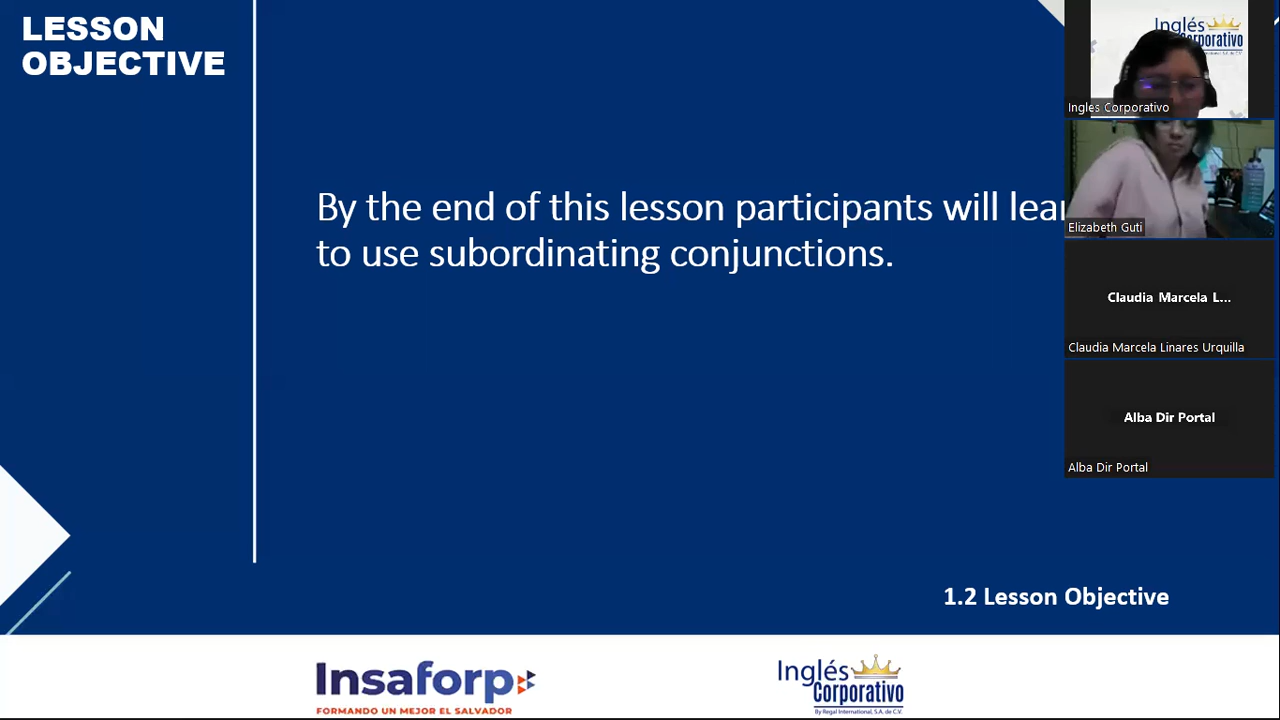 LESSON
OBJECTIVE
By the end of this lesson participants will
to use subordinating conjunctions.
1.2 Lesson Objective
Insaforp
FORMANDO UN MEJOR EL SALVADOR
Inglés
Corporativo
By Regal International, S.A. de C.V.
Inglés
Corporativo
Ingles Corporativo
Elizabeth Guti
Claudia Marcela L...
Claudia Marcela Linares Urquilla
Alba Dir Portal
Alba Dir Portal